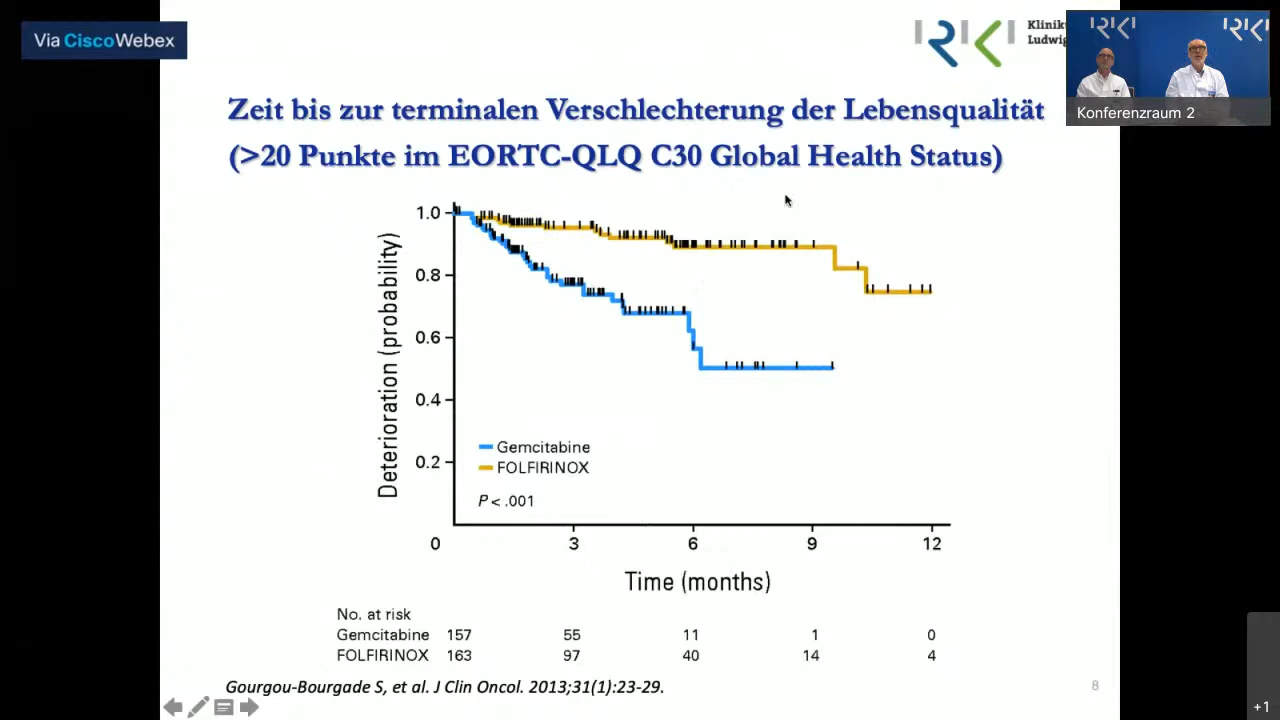 Via Cisco Webex
RKI
Klinik
Ludwig
RKI
RKI
Konferenzraum 2
Zeit bis zur terminalen Verschlechterung der Lebensqualität
(>20 Punkte im EORTC-QLQ C30 Global Health Status)
Deterioration (probability)
1.0
0.8
0.6
0.4
0.2
Gemcitabine
FOLFIRINOX
P < .001
0 3 6 9 12
Time (months)
No. at risk
Gemcitabine 157 55 11 1 0
FOLFIRINOX 163 97 40 14 4
Gourgou-Bourgade S, et al. J Clin Oncol. 2013;31(1):23-29.
8
+1